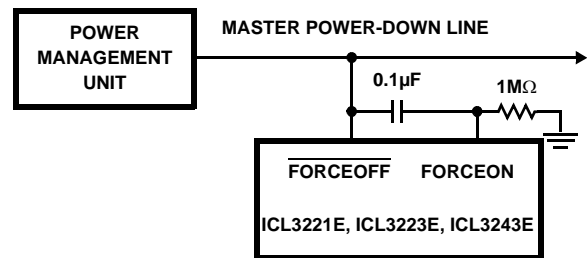 POWER
MANAGEMENT
UNIT
MASTER POWER-DOWN LINE
0.1µF
1MΩ
FORCEOFF FORCEON
ICL3221E, ICL3223E, ICL3243E